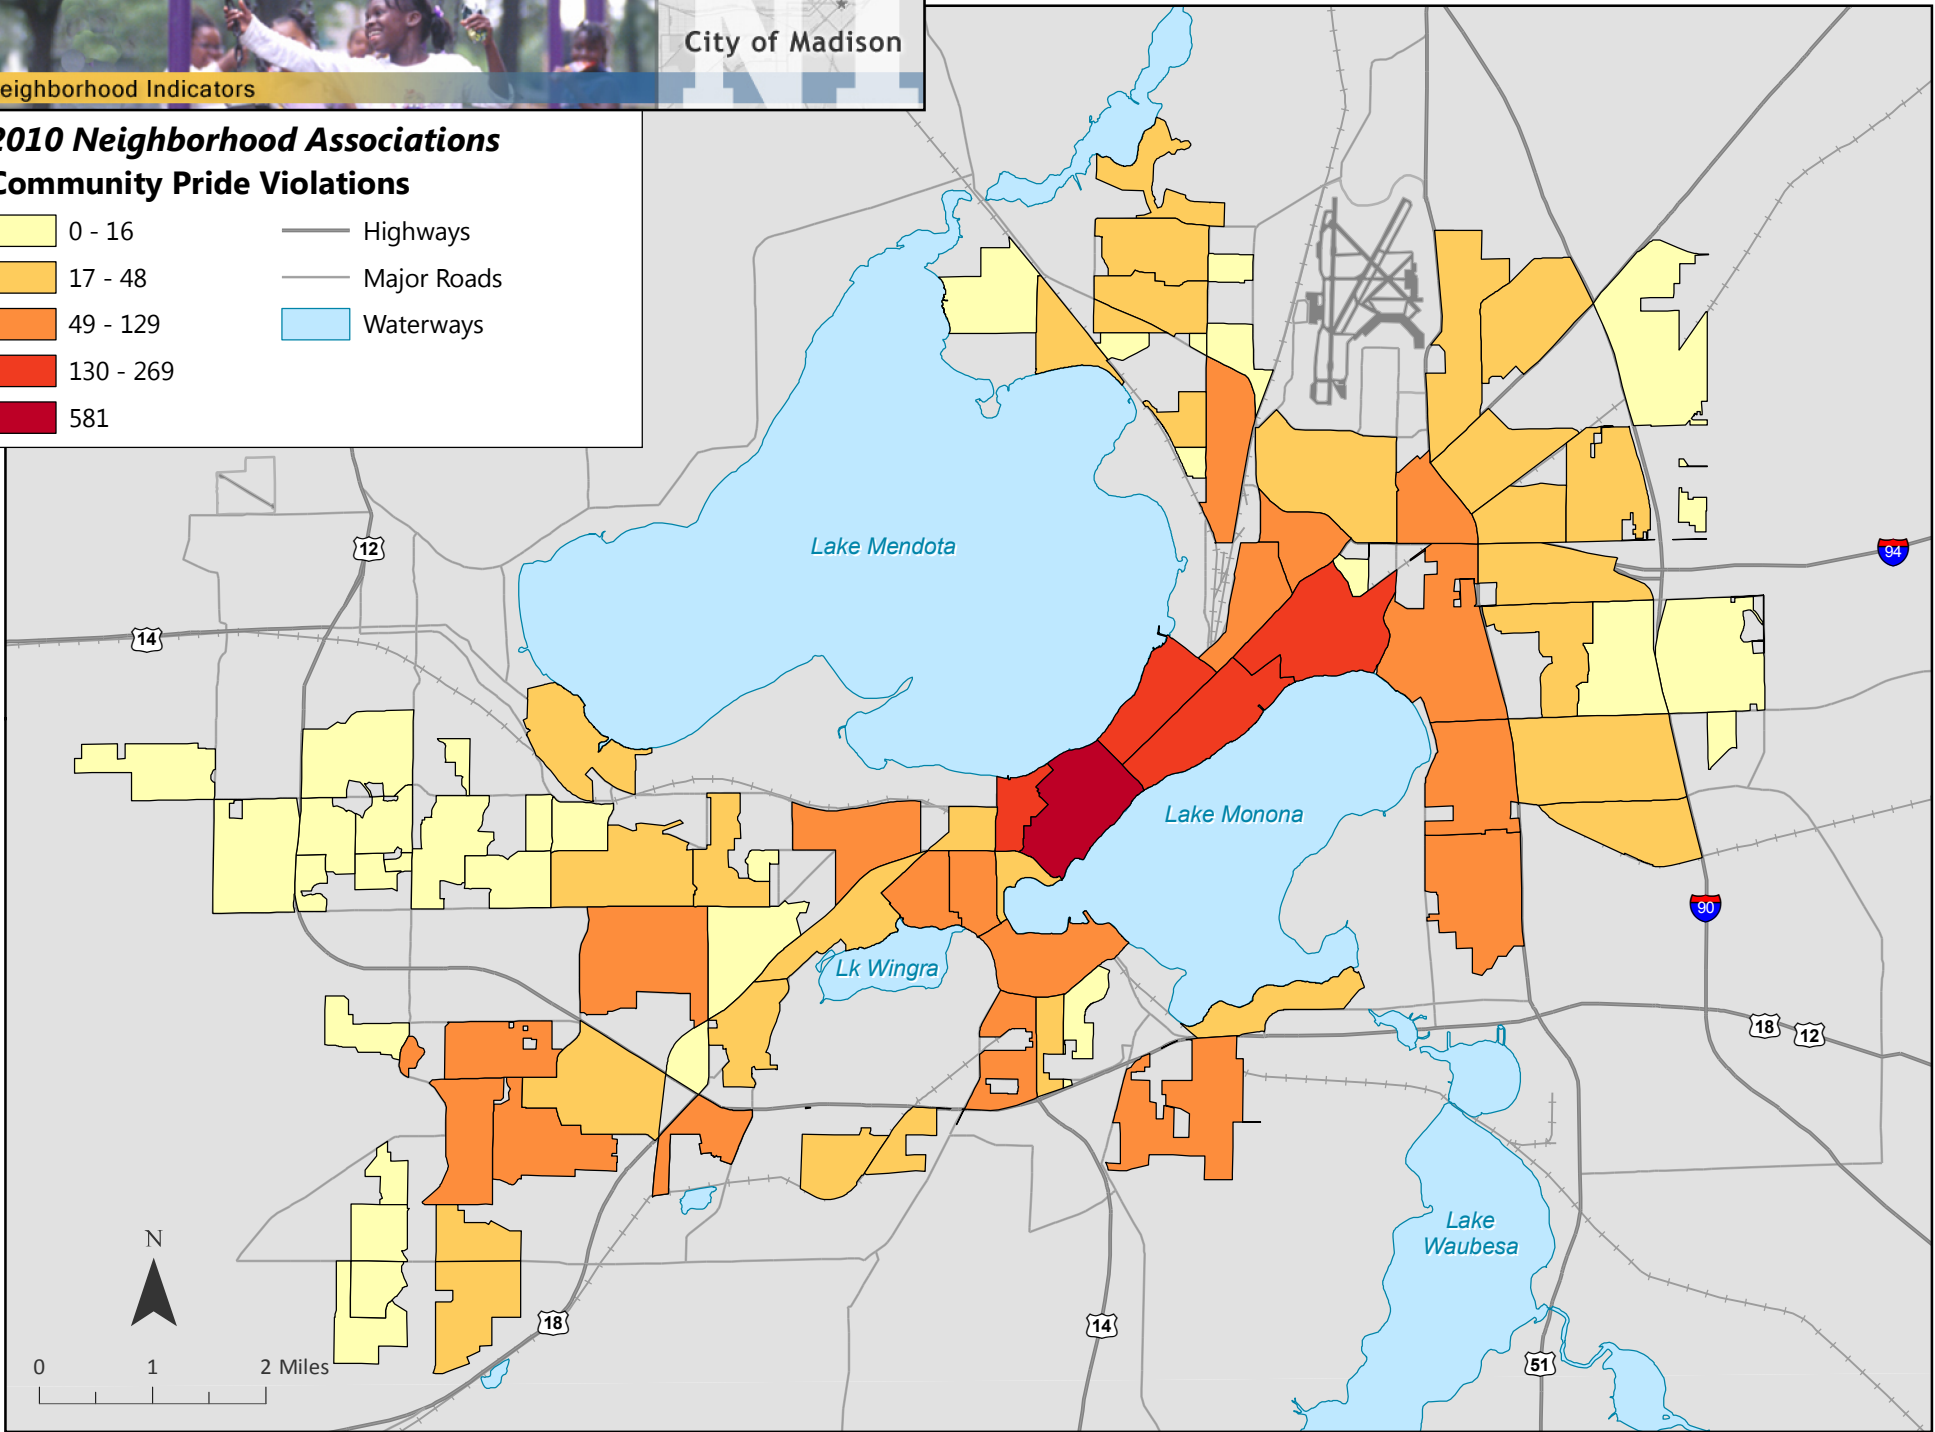 City of Madison
eighborhood Indicators
2010 Neighborhood Associations
Community Pride Violations
0 - 16
17 - 48
49 - 129
130 - 269
581
Highways
Major Roads
Waterways
12
14
94
Lake Mendota
Lake Monona
90
Lk Wingra
18
12
Lake
Waubesa
N
18
14
51
0
1
2 Miles